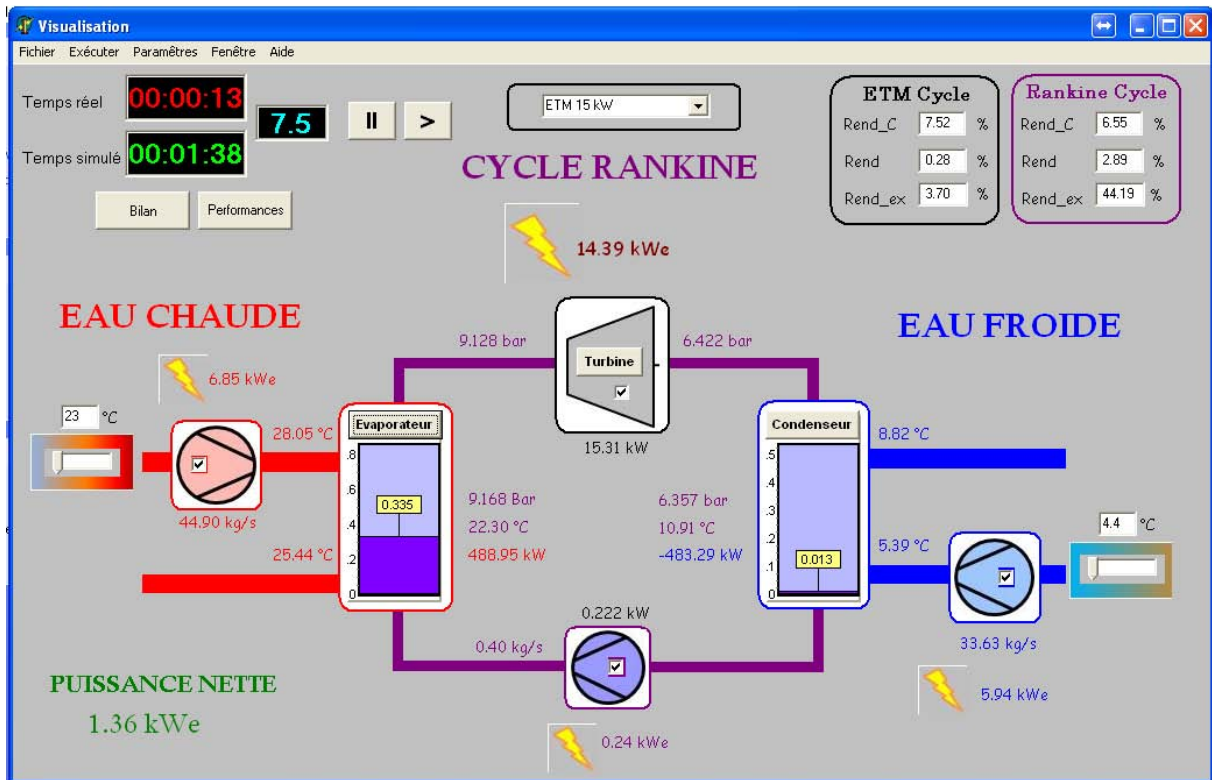 Visualisation
Fichier Exécuter Paramêtres Fenêtre Aide
Temps réel 00:00:13
7.5
II >
Temps simulé 00:01:38
Bilan Performances
ETM 15 kW
CYCLE RANKINE
ETM Cycle
Rend_C 7.52 %
Rend 0.28 %
Rend_ex 3.70 %
Rankine Cycle
Rend_C 6.55 %
Rend 2.89 %
Rend_ex 44.19 %
14.39 kWe
EAU CHAUDE
EAU FROIDE
9.128 bar
Turbine
6.422 bar
15.31 kW
6.85 kWe
23 °C
28.05 °C
44.90 kg/s
25.44 °C
Evaporateur
.8
.6
.4
.2
0
0.335
9.168 Bar
22.30 °C
488.95 kW
6.357 bar
10.91 °C
-483.29 kW
Condenseur
.5
.4
.3
.2
.1
0
0.013
8.82 °C
5.39 °C
4.4 °C
33.63 kg/s
5.94 kWe
0.222 kW
0.40 kg/s
0.24 kWe
PUISSANCE NETTE
1.36 kWe